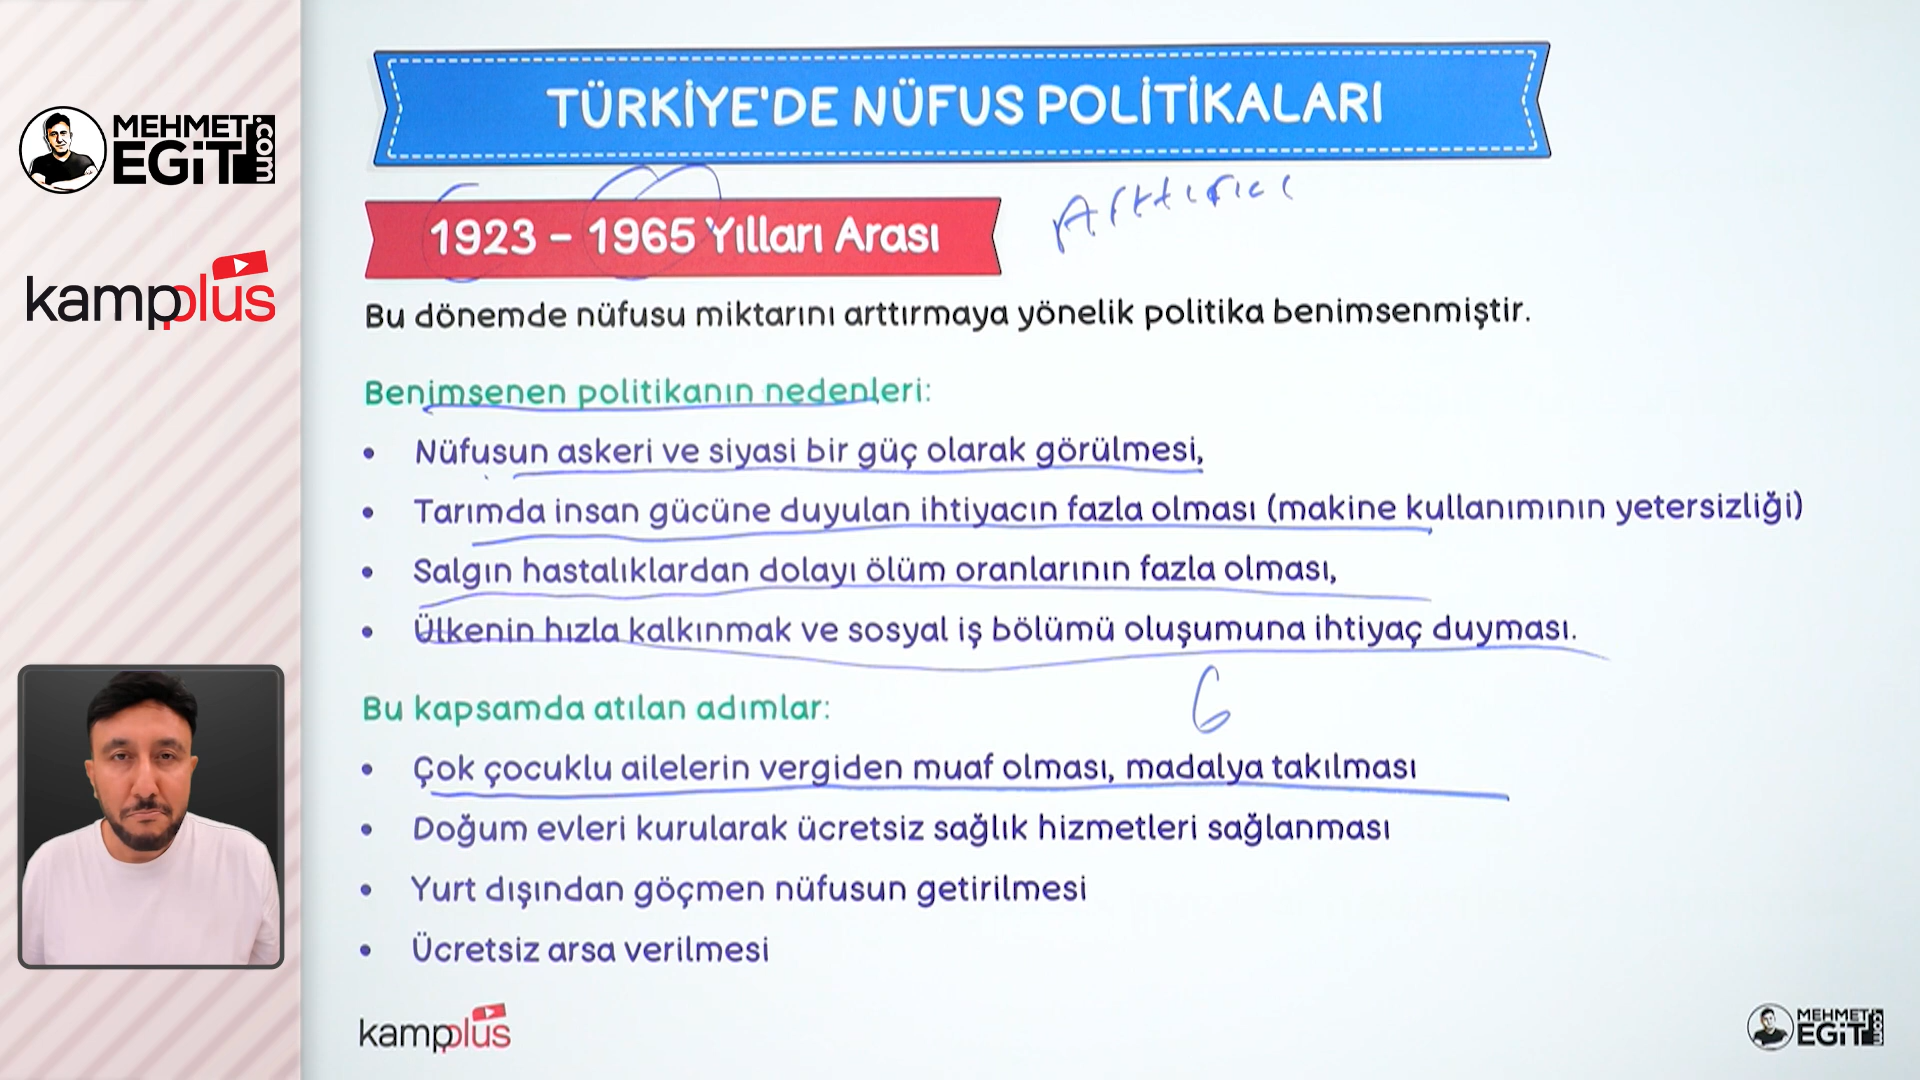 MEHMET
EGiT.com
kampplus
TÜRKİYE'DE NÜFUS POLİTİKALARI
1923 – 1965 Yılları Arası
Arttırıcı
Bu dönemde nüfusu miktarını arttırmaya yönelik politika benimsenmiştir.
Benimsenen politikanın nedenleri:
• Nüfusun askeri ve siyasi bir güç olarak görülmesi,
• Tarımda insan gücüne duyulan ihtiyacın fazla olması (makine kullanımının yetersizliği)
• Salgın hastalıklardan dolayı ölüm oranlarının fazla olması,
• Ülkenin hızla kalkınmak ve sosyal iş bölümü oluşumuna ihtiyaç duyması.
6
Bu kapsamda atılan adımlar:
• Çok çocuklu ailelerin vergiden muaf olması, madalya takılması
• Doğum evleri kurularak ücretsiz sağlık hizmetleri sağlanması
• Yurt dışından göçmen nüfusun getirilmesi
• Ücretsiz arsa verilmesi
kampplus
MEHMET
EGiT.com